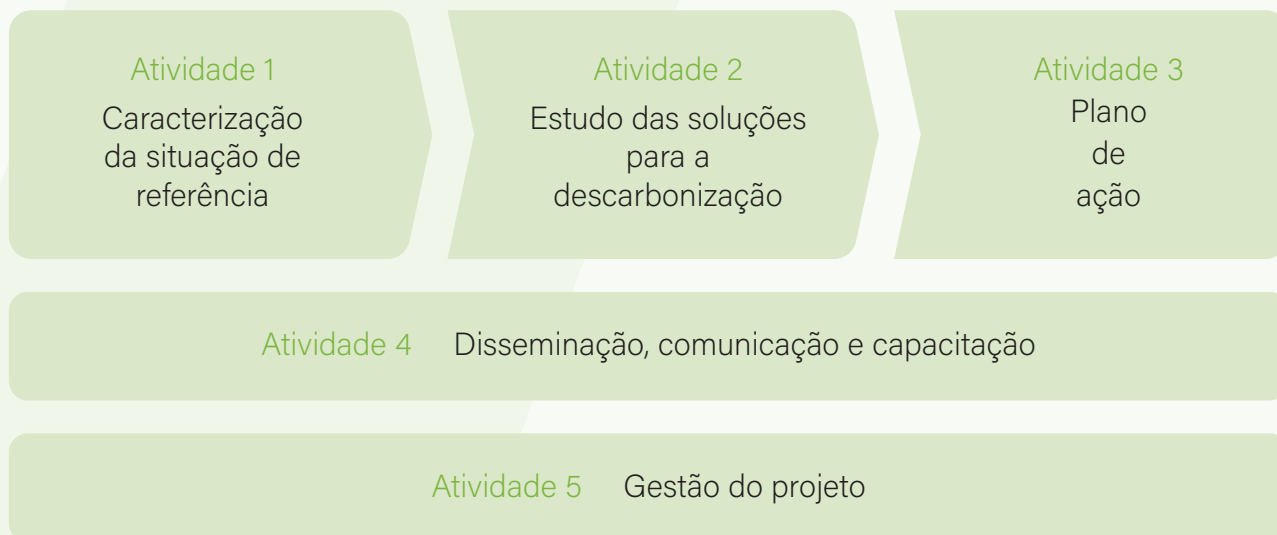 Atividade 1
Caracterização
da situação de
referência
Atividade 2
Estudo das soluções
para a
descarbonização
Atividade 3
Plano
de
ação
Atividade 4 Disseminação, comunicação e capacitação
Atividade 5 Gestão do projeto